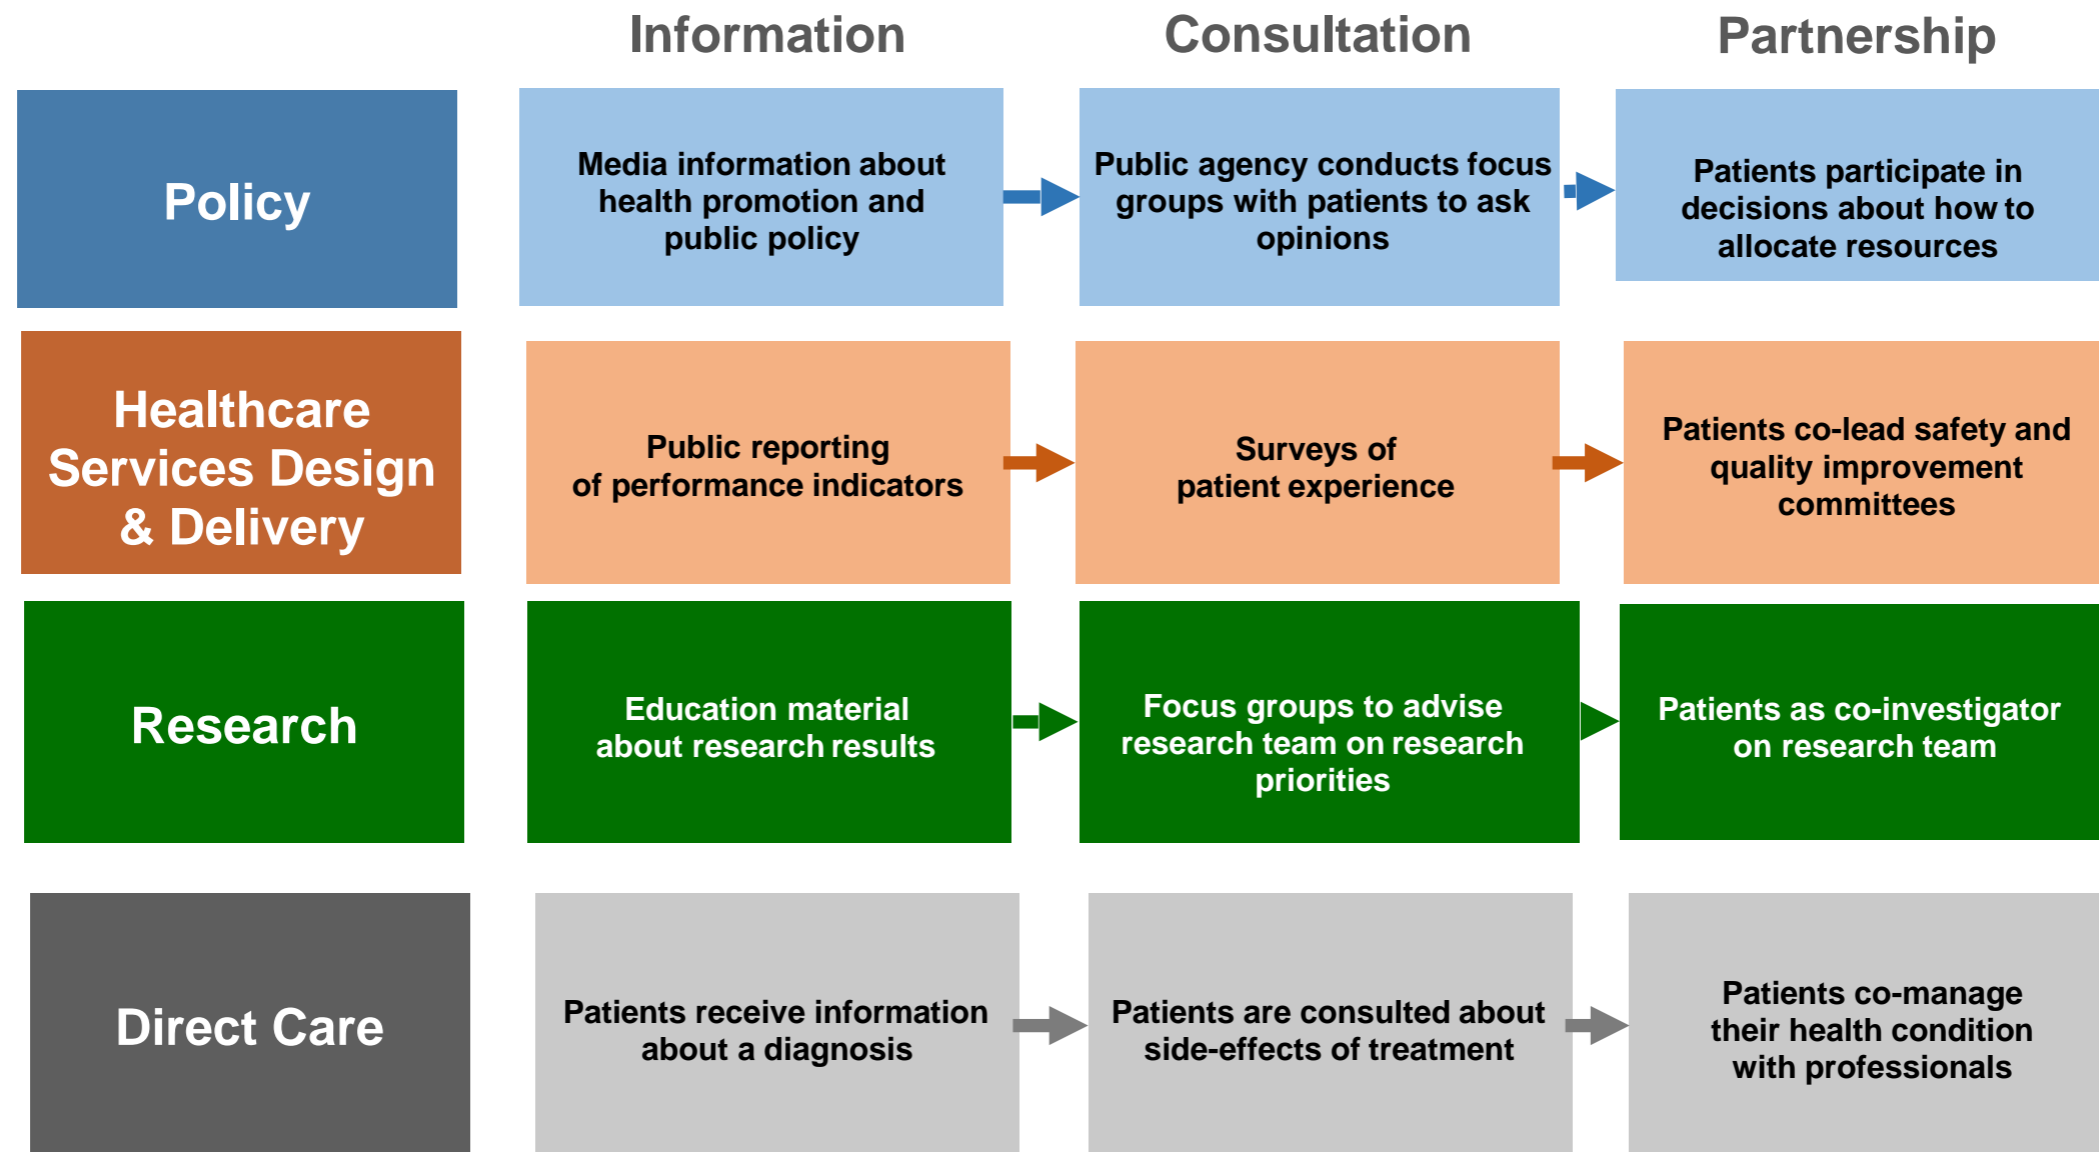 Information
Consultation
Partnership
Policy
Media information about
health promotion and
public policy
Public agency conducts focus
groups with patients to ask
opinions
Patients participate in
decisions about how to
allocate resources
Healthcare
Services Design
& Delivery
Public reporting
of performance indicators
Surveys of
patient experience
Patients co-lead safety and
quality improvement
committees
Research
Education material
about research results
Focus groups to advise
research team on research
priorities
Patients as co-investigator
on research team
Direct Care
Patients receive information
about a diagnosis
Patients are consulted about
side-effects of treatment
Patients co-manage
their health condition
with professionals